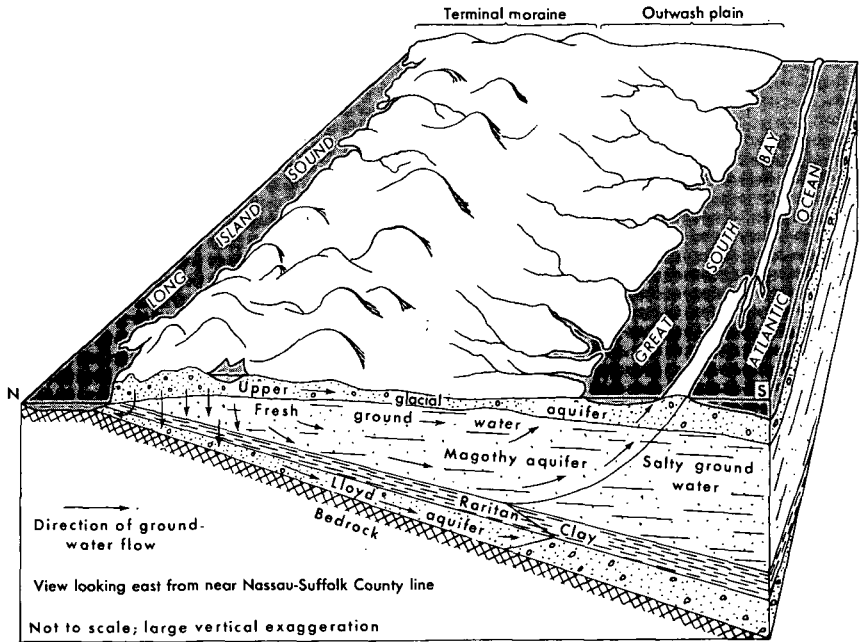 Terminal moraine Outwash plain
LONG ISLAND SOUND
GREAT SOUTH BAY
ATLANTIC OCEAN
N
S
Upper glacial aquifer
Fresh ground water
Magothy aquifer
Salty ground
water
Raritan Clay
Lloyd aquifer
Bedrock
Direction of ground-
water flow
View looking east from near Nassau-Suffolk County line
Not to scale; large vertical exaggeration